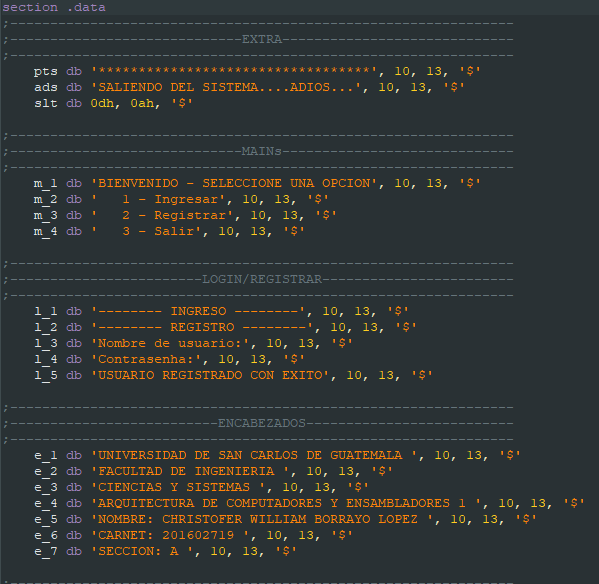 section .data
;---------------------------------------------------------------
;-----------------------------EXTRA-----------------------------
;---------------------------------------------------------------
pts db '**********************************', 10, 13, '$'
ads db 'SALIENDO DEL SISTEMA....ADIOS...', 10, 13, '$'
slt db 0dh, 0ah, '$'
;---------------------------------------------------------------
;-----------------------------MAINs-----------------------------
;---------------------------------------------------------------
m_1 db 'BIENVENIDO - SELECCIONE UNA OPCION', 10, 13, '$'
m_2 db '   1 - Ingresar', 10, 13, '$'
m_3 db '   2 - Registrar', 10, 13, '$'
m_4 db '   3 - Salir', 10, 13, '$'
;---------------------------------------------------------------
;------------------------LOGIN/REGISTRAR------------------------
;---------------------------------------------------------------
l_1 db '-------- INGRESO --------', 10, 13, '$'
l_2 db '-------- REGISTRO --------', 10, 13, '$'
l_3 db 'Nombre de usuario:', 10, 13, '$'
l_4 db 'Contrasenha:', 10, 13, '$'
l_5 db 'USUARIO REGISTRADO CON EXITO', 10, 13, '$'
;---------------------------------------------------------------
;--------------------------ENCABEZADOS--------------------------
;---------------------------------------------------------------
e_1 db 'UNIVERSIDAD DE SAN CARLOS DE GUATEMALA ', 10, 13, '$'
e_2 db 'FACULTAD DE INGENIERIA ', 10, 13, '$'
e_3 db 'CIENCIAS Y SISTEMAS ', 10, 13, '$'
e_4 db 'ARQUITECTURA DE COMPUTADORES Y ENSAMBLADORES 1 ', 10, 13, '$'
e_5 db 'NOMBRE: CHRISTOFER WILLIAM BORRAYO LOPEZ ', 10, 13, '$'
e_6 db 'CARNET: 201602719 ', 10, 13, '$'
e_7 db 'SECCION: A ', 10, 13, '$'
;---------------------------------------------------------------